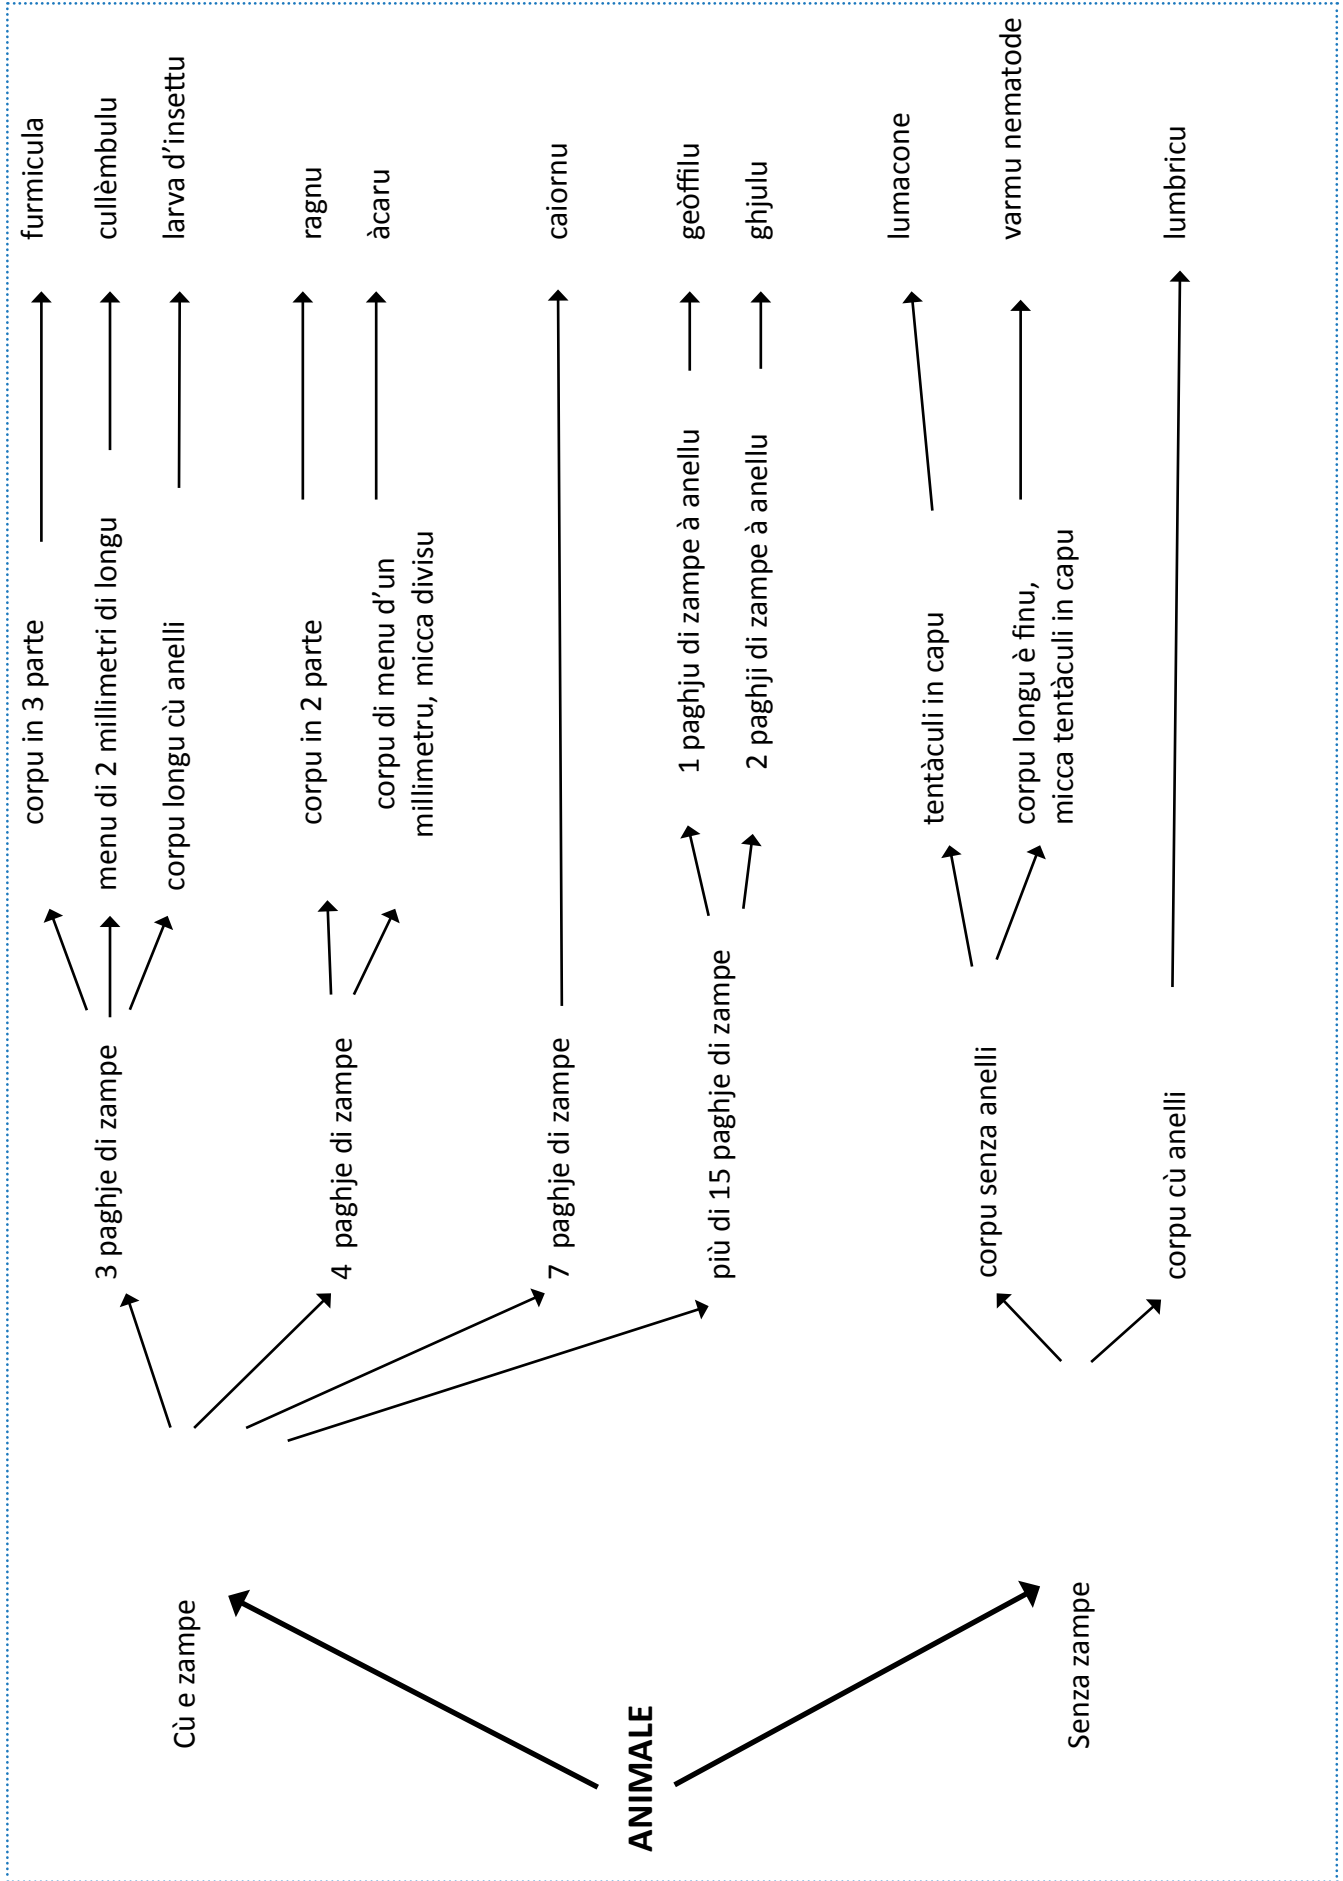 ANIMALE
Cù e zampe
3 paghje di zampe
corpu in 3 parte
furmicula
menu di 2 millimetri di longu
cullèmbulu
corpu longu cù anelli
larva d'insettu
4 paghje di zampe
corpu in 2 parte
ragnu
corpu di menu d'un
millimetru, micca divisu
àcaru
7 paghje di zampe
caiornu
più di 15 paghje di zampe
1 paghju di zampe à anellu
geòffilu
2 paghji di zampe à anellu
ghjulu
Senza zampe
corpu senza anelli
tentàculi in capu
lumacone
corpu longu è finu,
micca tentàculi in capu
varmu nematode
corpu cù anelli
lumbricu